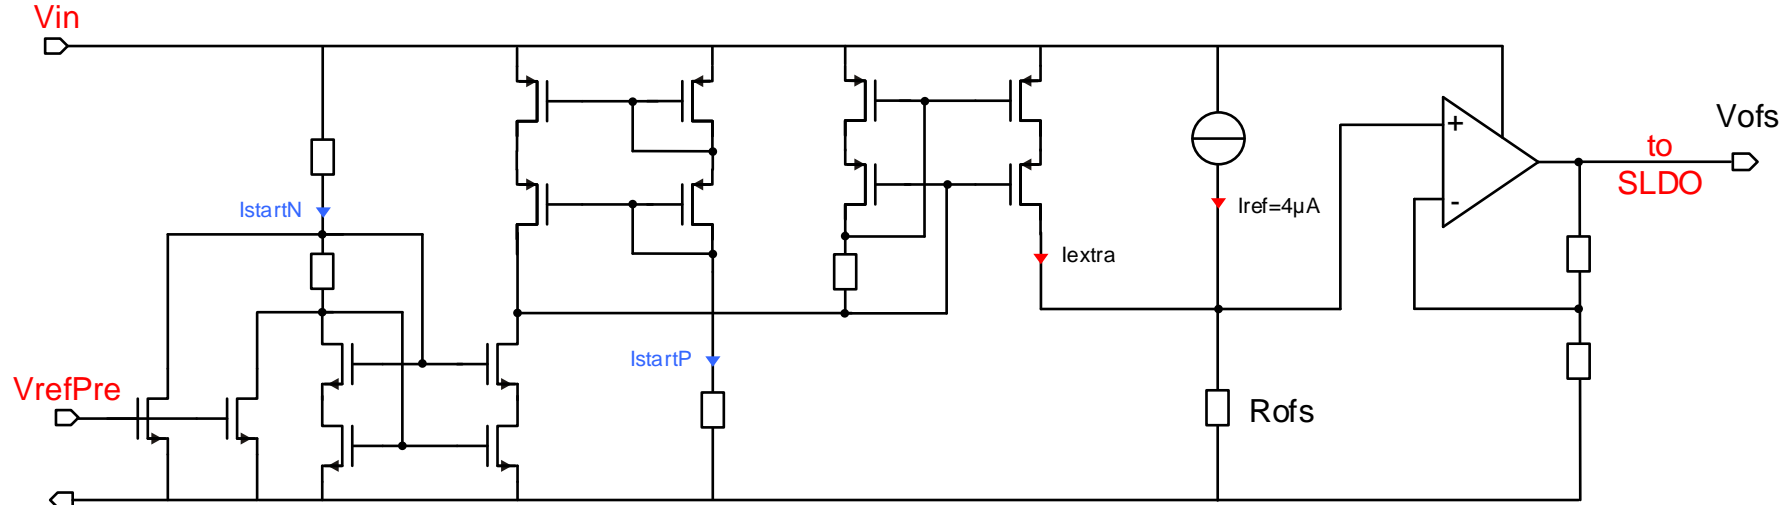 Vin
Vofs
+
to
SLDO
IstartN
-
Iref=4µA
Iextra
IstartP
VrefPre
Rofs